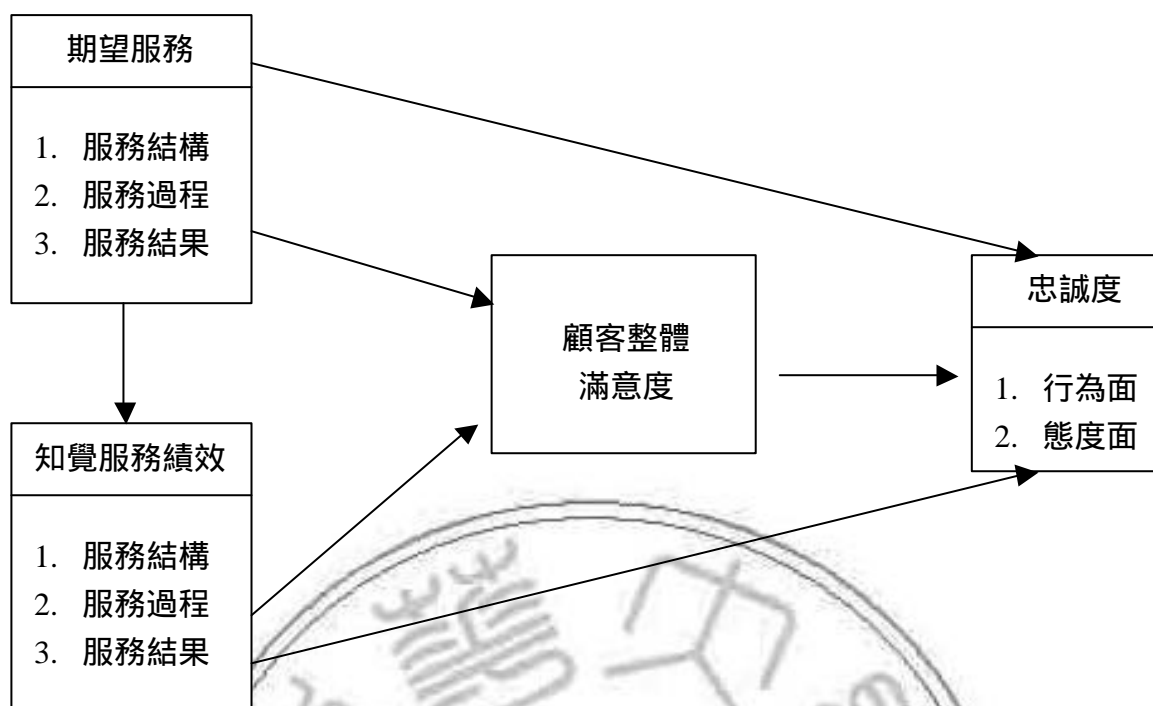 期望服務
1. 服務結構
2. 服務過程
3. 服務結果
顧客整體
滿意度
忠誠度
1. 行為面
2. 態度面
知覺服務績效
1. 服務結構
2. 服務過程
3. 服務結果